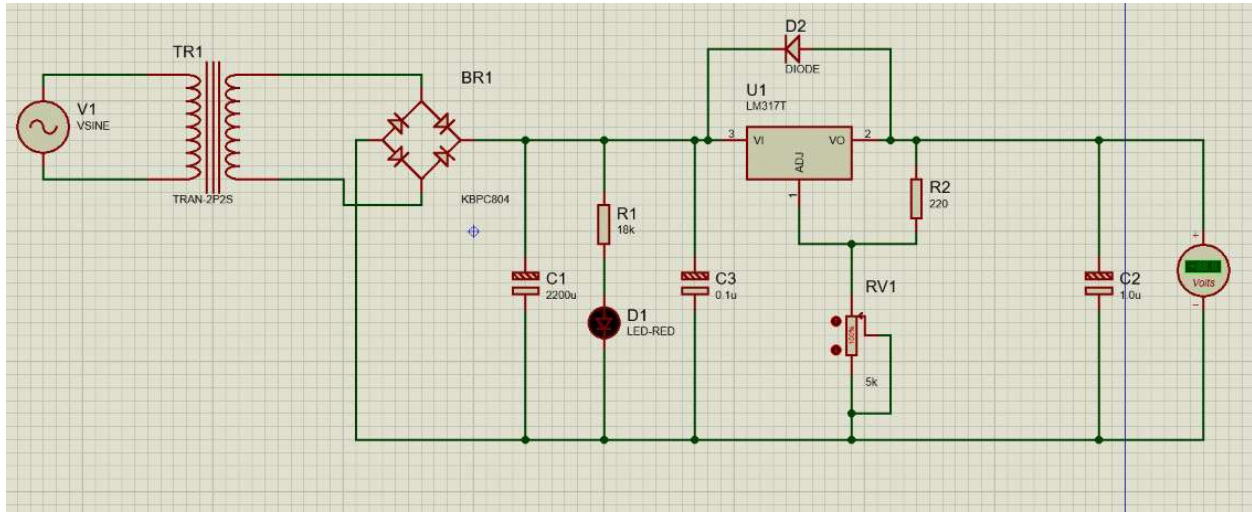 TR1
V1
VSINE
TRAN-2P2S
BR1
KBPC804
C1
2200u
R1
18k
D1
LED-RED
C3
0.1u
D2
DIODE
U1
LM317T
3
VI
VO
2
ADJ
1
R2
220
RV1
100%
5k
C2
1.0u
+
Volts
-